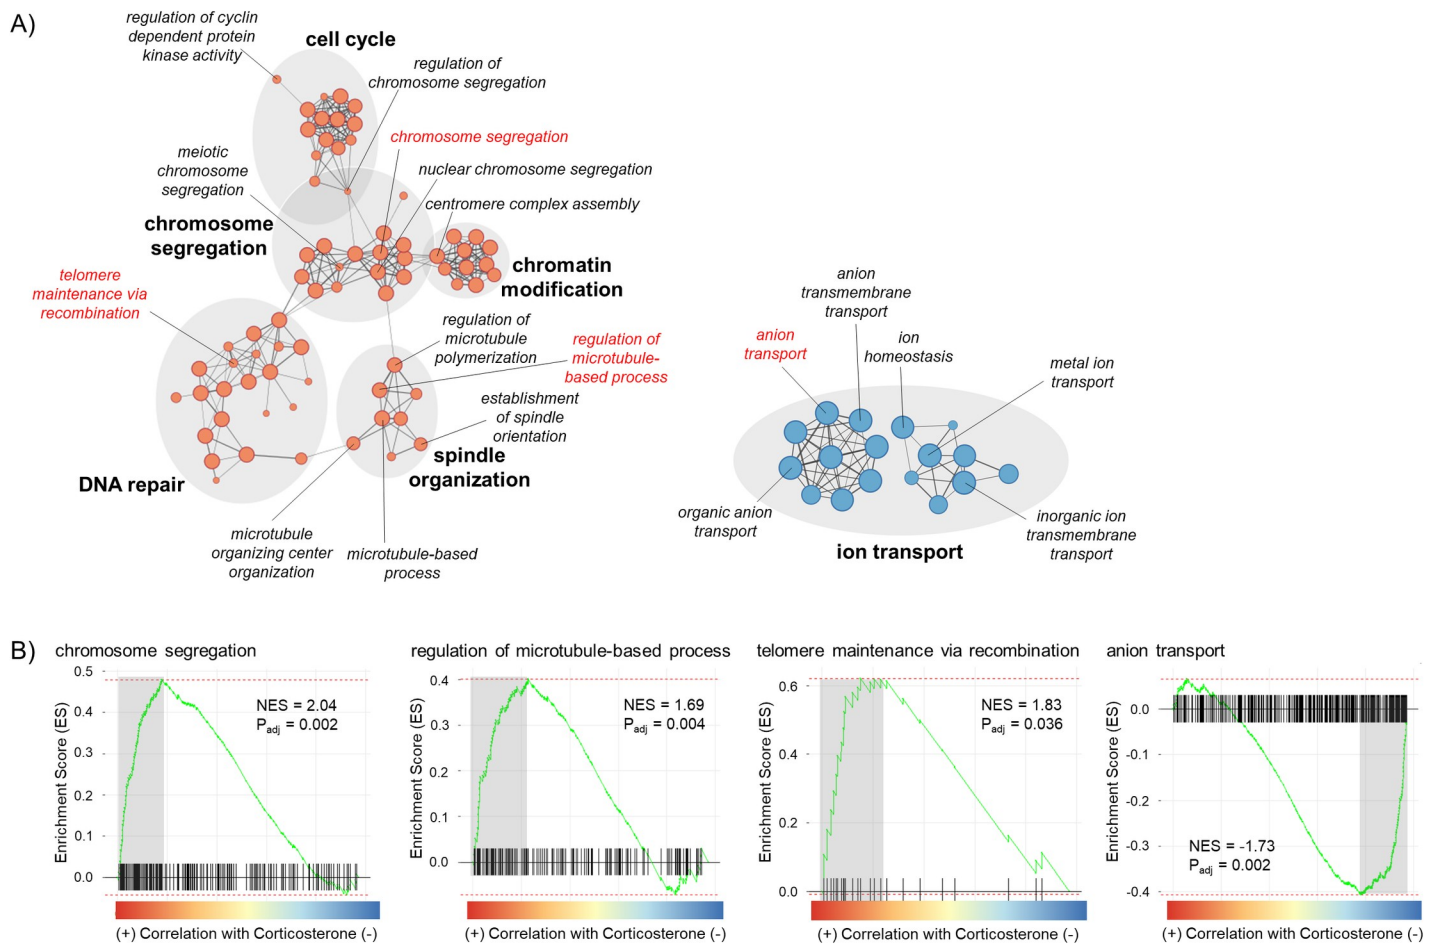 A)
regulation of cyclin
dependent protein
kinase activity
cell cycle
regulation of
chromosome segregation
chromosome segregation
meiotic
chromosome
segregation
nuclear chromosome segregation
centromere complex assembly
chromosome
segregation
chromatin
modification
telomere
maintenance via
recombination
regulation of
microtubule
polymerization
regulation of
microtubule-
based process
establishment
of spindle
orientation
spindle
organization
DNA repair
microtubule
organizing center
organization
microtubule-based
process
anion
transmembrane
transport
anion
transport
ion
homeostasis
metal ion
transport
organic anion
transport
inorganic ion
transmembrane
transport
ion transport
B)
chromosome segregation
Enrichment Score (ES)
0.5
0.4
0.3
0.2
0.1
0.0
NES = 2.04
Padj = 0.002
(+) Correlation with Corticosterone (-)
regulation of microtubule-based process
Enrichment Score (ES)
0.4
0.3
0.2
0.1
0.0
NES = 1.69
Padj = 0.004
(+) Correlation with Corticosterone (-)
telomere maintenance via recombination
Enrichment Score (ES)
0.6
0.4
0.2
0.0
NES = 1.83
Padj = 0.036
(+) Correlation with Corticosterone (-)
anion transport
Enrichment Score (ES)
0.0
-0.1
-0.2
-0.3
-0.4
NES = -1.73
Padj = 0.002
(+) Correlation with Corticosterone (-)